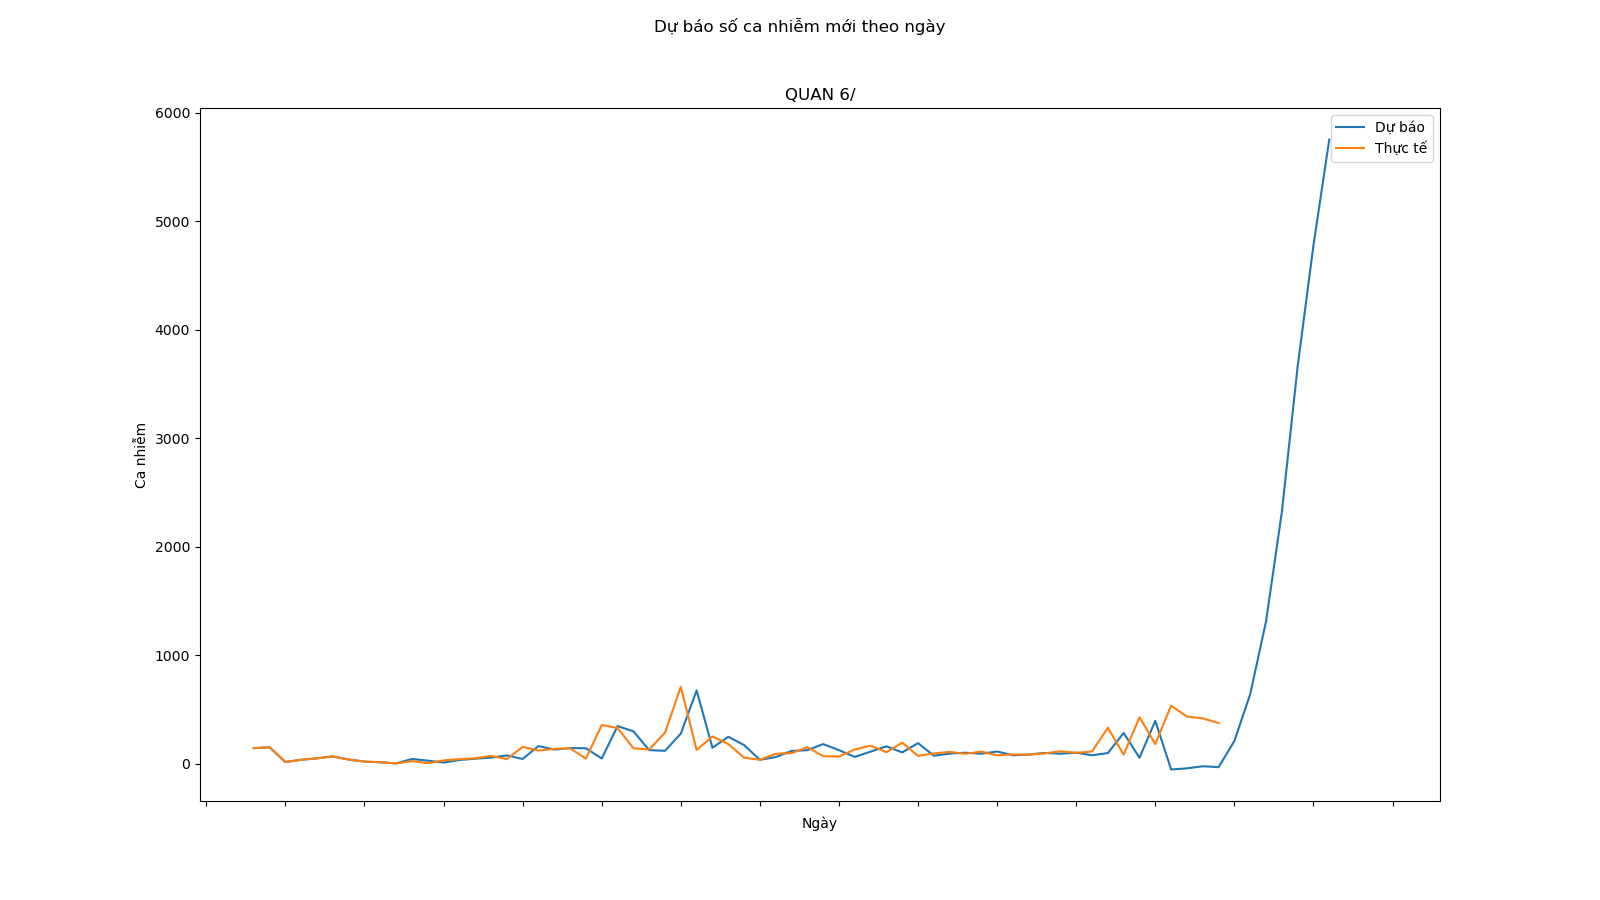 Dự báo số ca nhiễm mới theo ngày
QUAN 6/
6000
5000
4000
3000
2000
1000
0
Ca nhiễm
Dự báo
Thực tế
Ngày